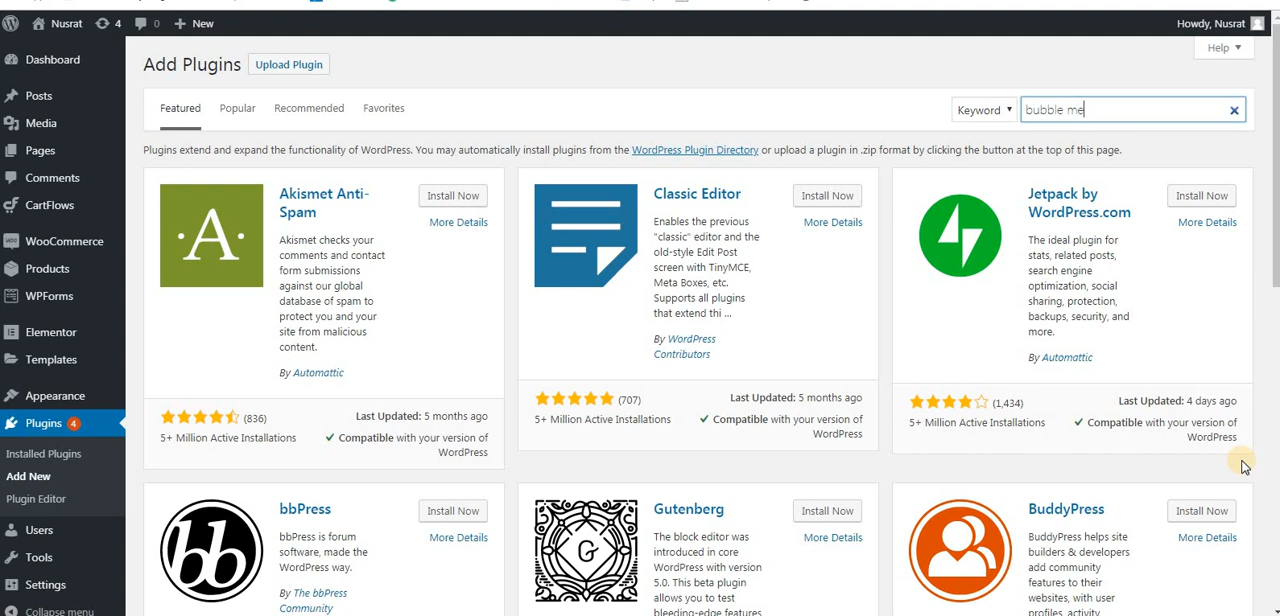 Nusrat 4 0 + New Howdy, Nusrat
Help ▼
Dashboard
Posts
Media
Pages
Comments
CartFlows
WooCommerce
Products
WPForms
Elementor
Templates
Appearance
Plugins 4
Installed Plugins
Add New
Plugin Editor
Users
Tools
Settings
Collapse menu
Add Plugins Upload Plugin
Featured Popular Recommended Favorites Keyword ▼ bubble me
Plugins extend and expand the functionality of WordPress. You may automatically install plugins from the WordPress Plugin Directory or upload a plugin in .zip format by clicking the button at the top of this page.
A
Akismet Anti-
Spam
Install Now
More Details
Akismet checks your
comments and contact
form submissions
against our global
database of spam to
protect you and your
site from malicious
content.
By Automattic
(836)
Last Updated: 5 months ago
5+ Million Active Installations
✓ Compatible with your version of
WordPress
Classic Editor
Install Now
More Details
Enables the previous
"classic" editor and the
old-style Edit Post
screen with TinyMCE,
Meta Boxes, etc.
Supports all plugins
that extend thi ...
By WordPress
Contributors
(707)
Last Updated: 5 months ago
5+ Million Active Installations
✓ Compatible with your version of
WordPress
Jetpack by
WordPress.com
Install Now
More Details
The ideal plugin for
stats, related posts,
search engine
optimization, social
sharing, protection,
backups, security, and
more.
By Automattic
(1,434)
Last Updated: 4 days ago
5+ Million Active Installations
✓ Compatible with your version of
WordPress
bb
bbPress
Install Now
More Details
bbPress is forum
software, made the
WordPress way.
By The bbPress
Community
G
Gutenberg
Install Now
More Details
The block editor was
introduced in core
WordPress with version
5.0. This beta plugin
allows you to test
bleeding-edge features
BuddyPress
Install Now
More Details
BuddyPress helps site
builders & developers
add community
features to their
websites, with user
profiles, activity